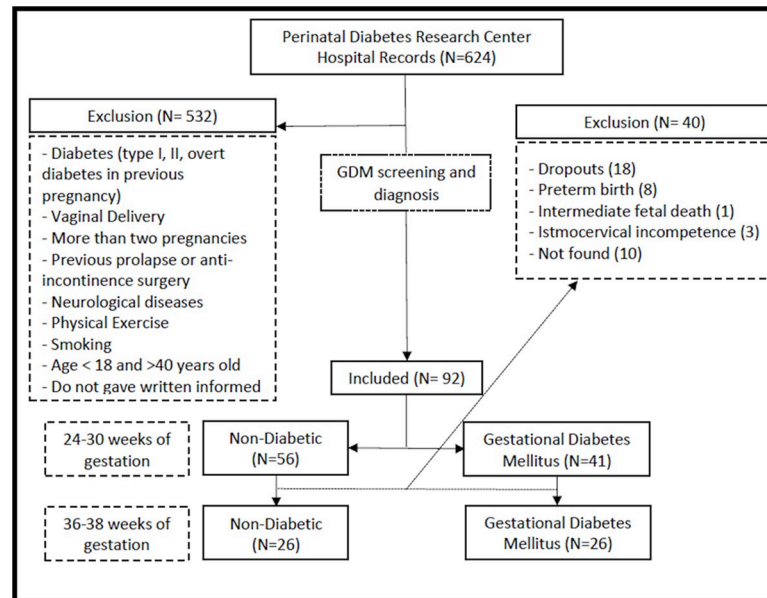 Perinatal Diabetes Research Center
Hospital Records (N=624)
Exclusion (N= 532)
- Diabetes (type I, II, overt
diabetes in previous
pregnancy)
- Vaginal Delivery
- More than two pregnancies
- Previous prolapse or anti-
incontinence surgery
- Neurological diseases
- Physical Exercise
- Smoking
- Age < 18 and >40 years old
- Do not gave written informed
GDM screening and
diagnosis
Exclusion (N= 40)
- Dropouts (18)
- Preterm birth (8)
- Intermediate fetal death (1)
- Istmocervical incompetence (3)
- Not found (10)
Included (N= 92)
24-30 weeks of
gestation
Non-Diabetic
(N=56)
Gestational Diabetes
Mellitus (N=41)
36-38 weeks of
gestation
Non-Diabetic
(N=26)
Gestational Diabetes
Mellitus (N=26)